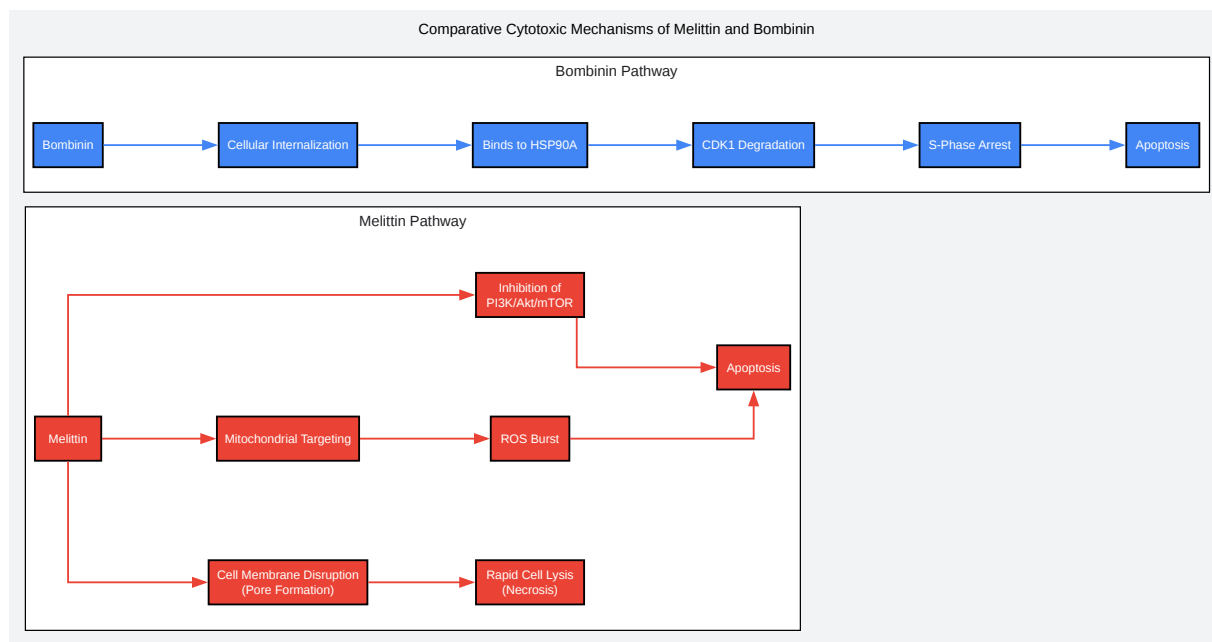 Comparative Cytotoxic Mechanisms of Melittin and Bombinin
Bombinin Pathway
Bombinin
Cellular Internalization
Binds to HSP90A
CDK1 Degradation
S-Phase Arrest
Apoptosis
Melittin Pathway
Inhibition of
PI3K/Akt/mTOR
Apoptosis
Melittin
Mitochondrial Targeting
ROS Burst
Cell Membrane Disruption
(Pore Formation)
Rapid Cell Lysis
(Necrosis)